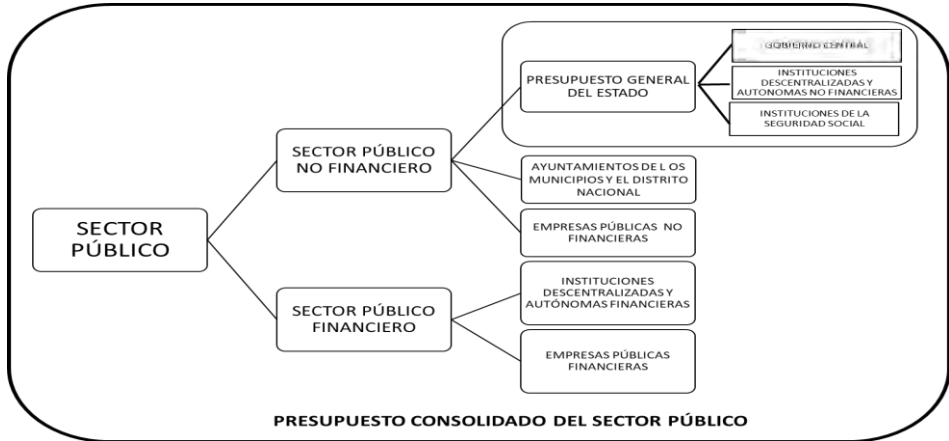 GOBIERNO CENTRAL
INSTITUCIONES
DESCENTRALIZADAS Y
AUTONOMAS NO FINANCIERAS
INSTITUCIONES DE LA
SEGURIDAD SOCIAL
PRESUPUESTO GENERAL
DEL ESTADO
SECTOR PÚBLICO
NO FINANCIERO
AYUNTAMIENTOS DE L OS
MUNICIPIOS Y EL DISTRITO
NACIONAL
EMPRESAS PÚBLICAS NO
FINANCIERAS
SECTOR
PÚBLICO
INSTITUCIONES
DESCENTRALIZADAS Y
AUTÓNOMAS FINANCIERAS
SECTOR PÚBLICO
FINANCIERO
EMPRESAS PÚBLICAS
FINANCIERAS
PRESUPUESTO CONSOLIDADO DEL SECTOR PÚBLICO